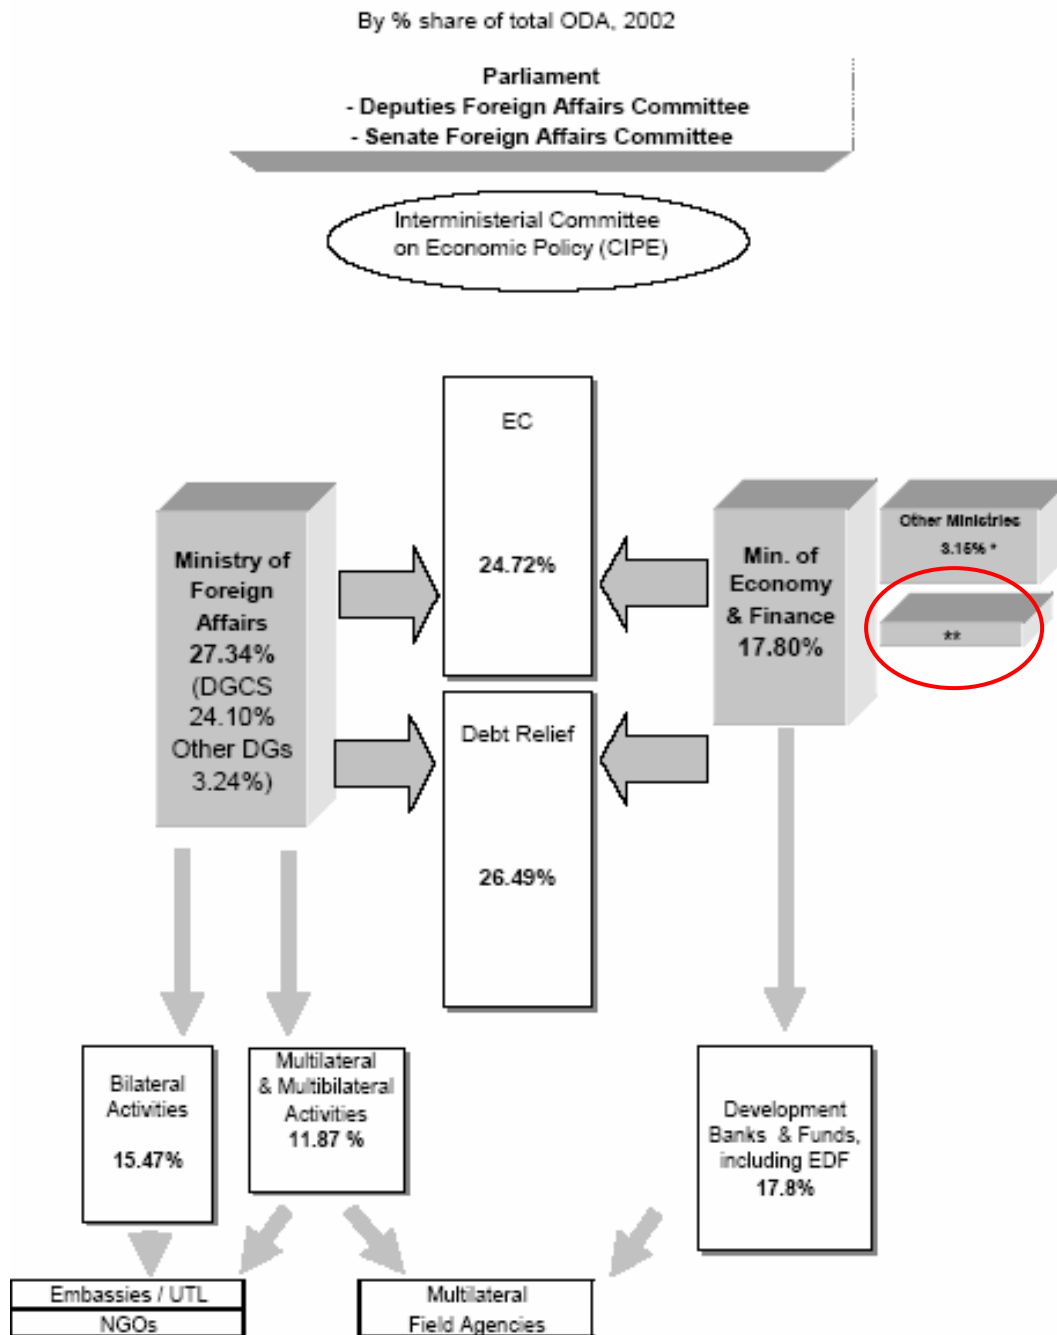 By % share of total ODA, 2002
Parliament
- Deputies Foreign Affairs Committee
- Senate Foreign Affairs Committee
Interministerial Committee
on Economic Policy (CIPE)
EC
24.72%
Ministry of
Foreign
Affairs
27.34%
(DGCS
24.10%
Other DGs
3.24%)
Min. of
Economy
& Finance
17.80%
Other Ministries
3.15% *
**
Debt Relief
26.49%
Bilateral
Activities
15.47%
Multilateral
& Multibilateral
Activities
11.87 %
Development
Banks & Funds,
including EDF
17.8%
Embassies / UTL
NGOs
Multilateral
Field Agencies